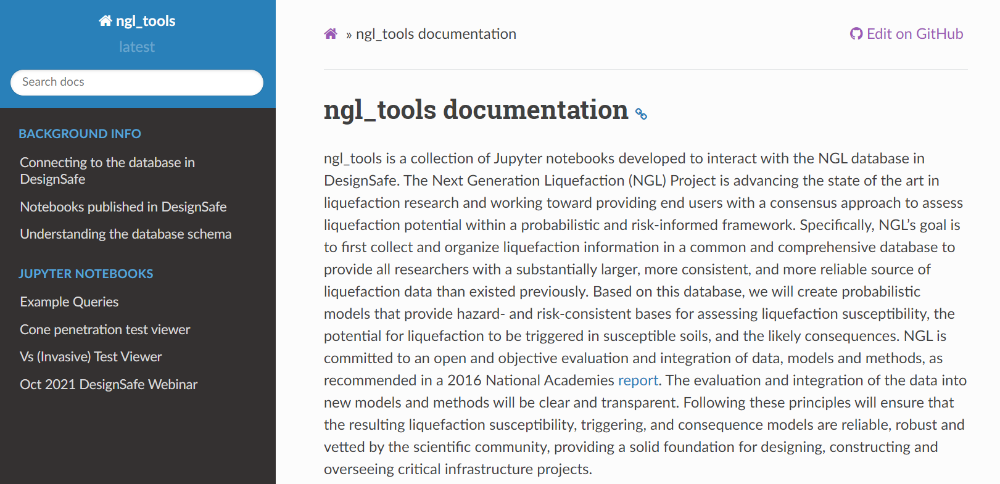 ngl_tools
latest
Search docs
BACKGROUND INFO
Connecting to the database in
DesignSafe
Notebooks published in DesignSafe
Understanding the database schema
JUPYTER NOTEBOOKS
Example Queries
Cone penetration test viewer
Vs (Invasive) Test Viewer
Oct 2021 DesignSafe Webinar
» ngl_tools documentation
Edit on GitHub
ngl_tools documentation
ngl_tools is a collection of Jupyter notebooks developed to interact with the NGL database in
DesignSafe. The Next Generation Liquefaction (NGL) Project is advancing the state of the art in
liquefaction research and working toward providing end users with a consensus approach to assess
liquefaction potential within a probabilistic and risk-informed framework. Specifically, NGL’s goal is
to first collect and organize liquefaction information in a common and comprehensive database to
provide all researchers with a substantially larger, more consistent, and more reliable source of
liquefaction data than existed previously. Based on this database, we will create probabilistic
models that provide hazard- and risk-consistent bases for assessing liquefaction susceptibility, the
potential for liquefaction to be triggered in susceptible soils, and the likely consequences. NGL is
committed to an open and objective evaluation and integration of data, models and methods, as
recommended in a 2016 National Academies report. The evaluation and integration of the data into
new models and methods will be clear and transparent. Following these principles will ensure that
the resulting liquefaction susceptibility, triggering, and consequence models are reliable, robust and
vetted by the scientific community, providing a solid foundation for designing, constructing and
overseeing critical infrastructure projects.